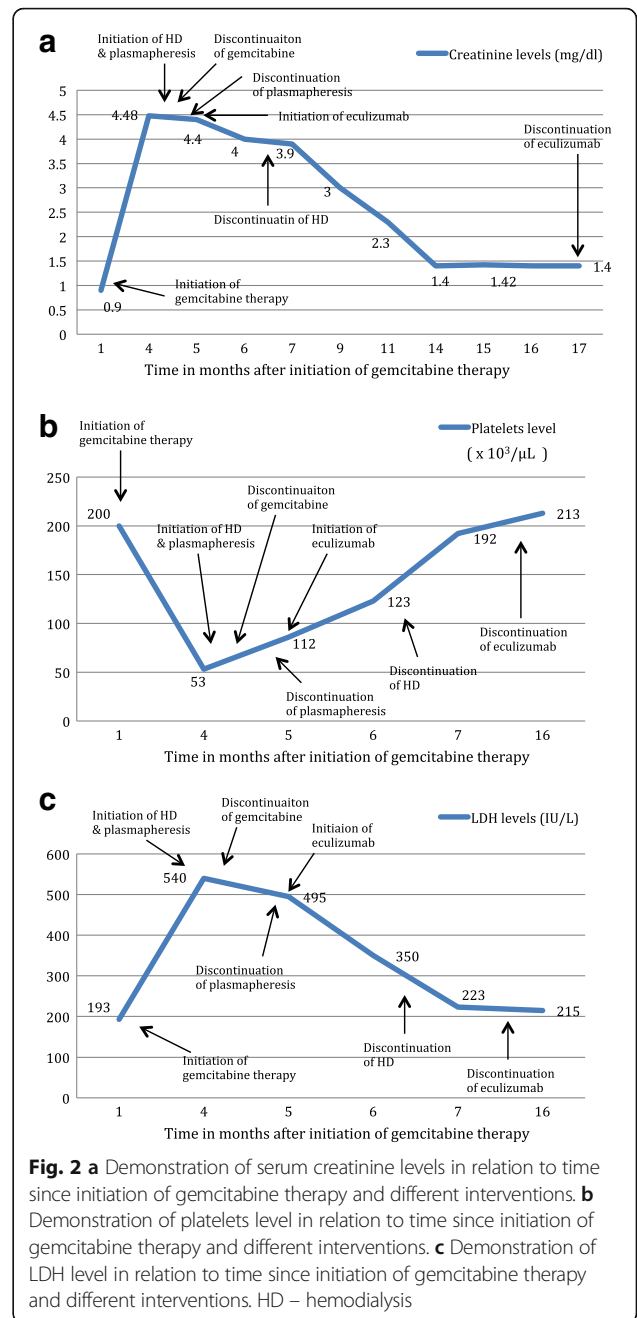 a
Initiation of HD
& plasmapheresis
Discontinuaiton
of gemcitabine
Creatinine levels (mg/dl)
Discontinuation
of plasmapheresis
Initiation of eculizumab
Discontinuation
of eculizumab
Discontinuatin of HD
Initiation of
gemcitabine therapy
5
4.5
4
3.5
3
2.5
2
1.5
1
0.5
0
0.9
4.48
4.4
4
3.9
3
2.3
1.4
1.42
1.4
1 4 5 6 7 9 11 14 15 16 17
Time in months after initiation of gemcitabine therapy
b
Initiation of
gemcitabine therapy
Platelets level
( x 10³/μL )
Discontinuaiton
of gemcitabine
Initiation of HD
& plasmapheresis
Initiation of
eculizumab
Discontinuation
of plasmapheresis
Discontinuation
of HD
Discontinuation
of eculizumab
250
200
150
100
50
0
200
53
112
123
192
213
1 4 5 6 7 16
Time in months after initiation of gemcitabine therapy
c
Initiation of HD
& plasmapheresis
Discontinuaiton
of gemcitabine
Initiaion of
eculizumab
LDH levels (IU/L)
Discontinuation
of plasmapheresis
Initiation of
gemcitabine therapy
Discontinuation
of HD
Discontinuation
of eculizumab
600
500
400
300
200
100
0
193
540
495
350
223
215
1 4 5 6 7 16
Time in months after initiation of gemcitabine therapy
Fig. 2 a Demonstration of serum creatinine levels in relation to time
since initiation of gemcitabine therapy and different interventions. b
Demonstration of platelets level in relation to time since initiation of
gemcitabine therapy and different interventions. c Demonstration of
LDH level in relation to time since initiation of gemcitabine therapy
and different interventions. HD – hemodialysis